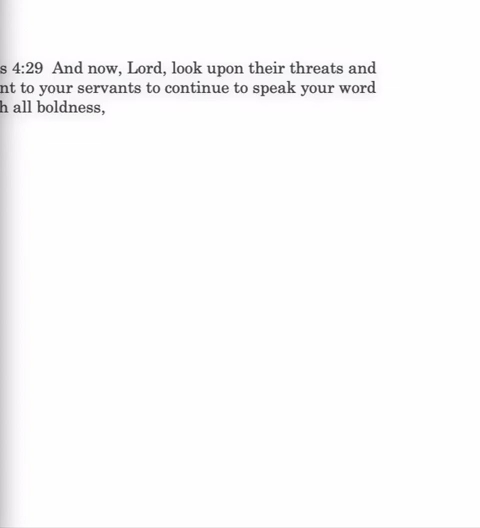 s 4:29 And now, Lord, look upon their threats and
nt to your servants to continue to speak your word
h all boldness,